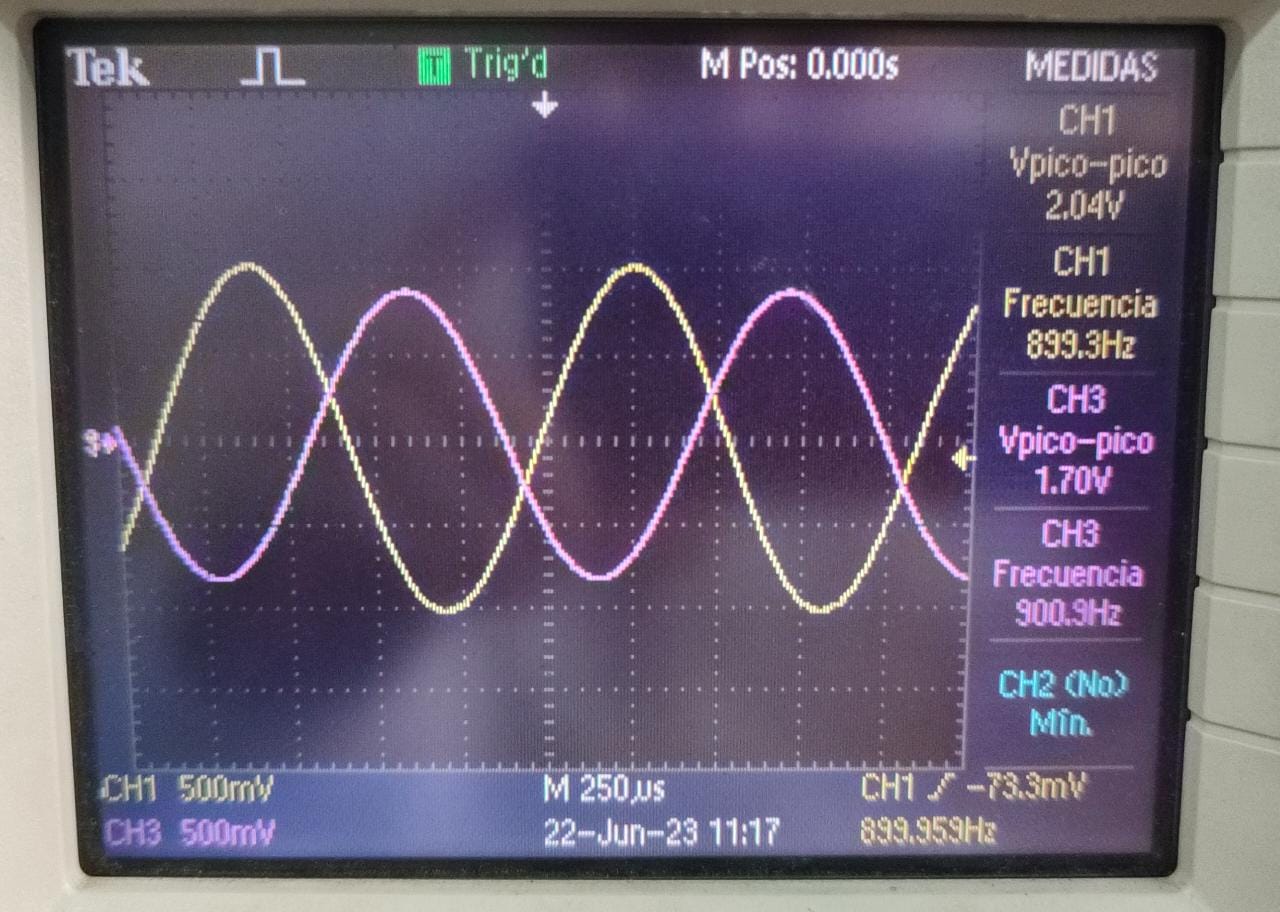 Tek Trig'd M Pos: 0.000s MEDIDAS
CH1
Vpico-pico
2.04V
CH1
Frecuencia
899.3Hz
CH3
Vpico-pico
1.70V
CH3
Frecuencia
900.9Hz
CH2 (No)
Mín.
3
CH1 500mV M 250µs CH1 -73.3mV
CH3 500mV 22-Jun-23 11:17 899.959Hz